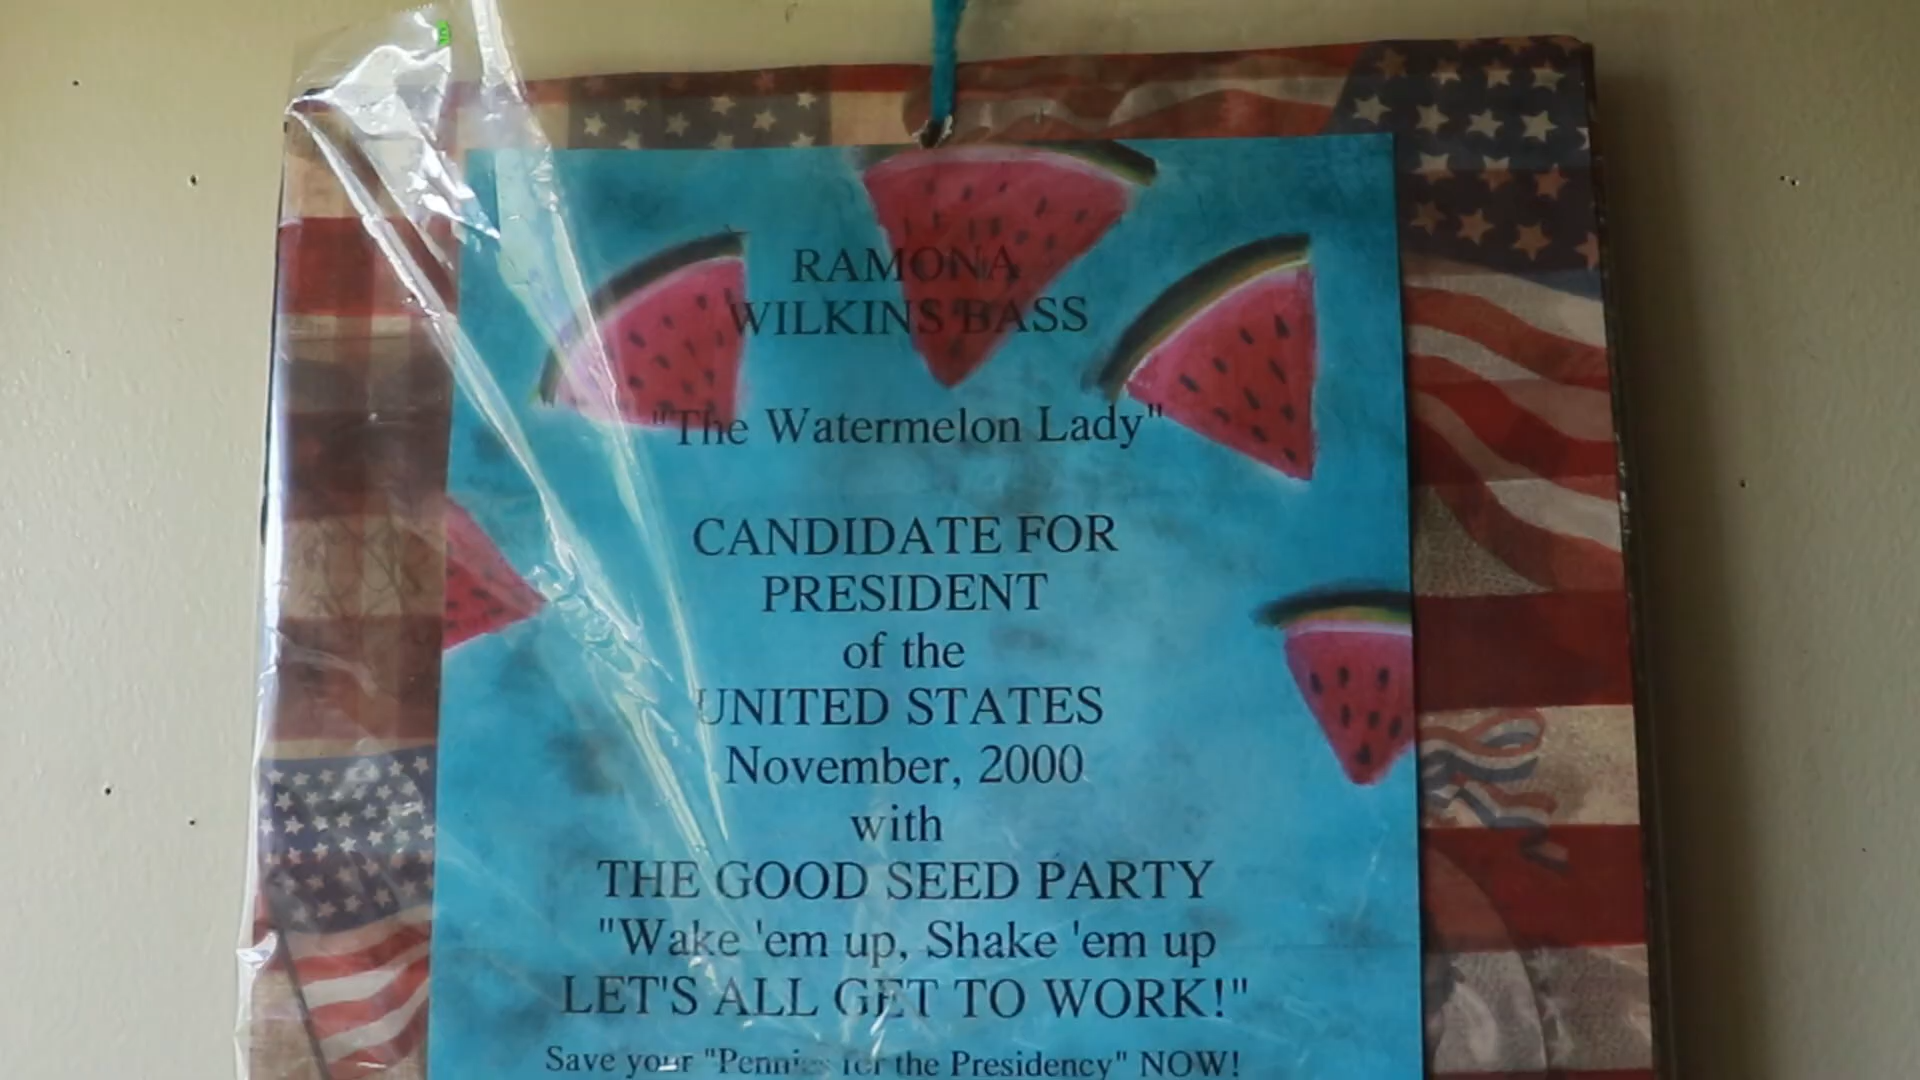 RAMONA
WILKINS BASS
"The Watermelon Lady"
CANDIDATE FOR
PRESIDENT
of the
UNITED STATES
November, 2000
with
THE GOOD SEED PARTY
"Wake 'em up, Shake 'em up
LET'S ALL GET TO WORK!"
Save your "Pennies for the Presidency" NOW!